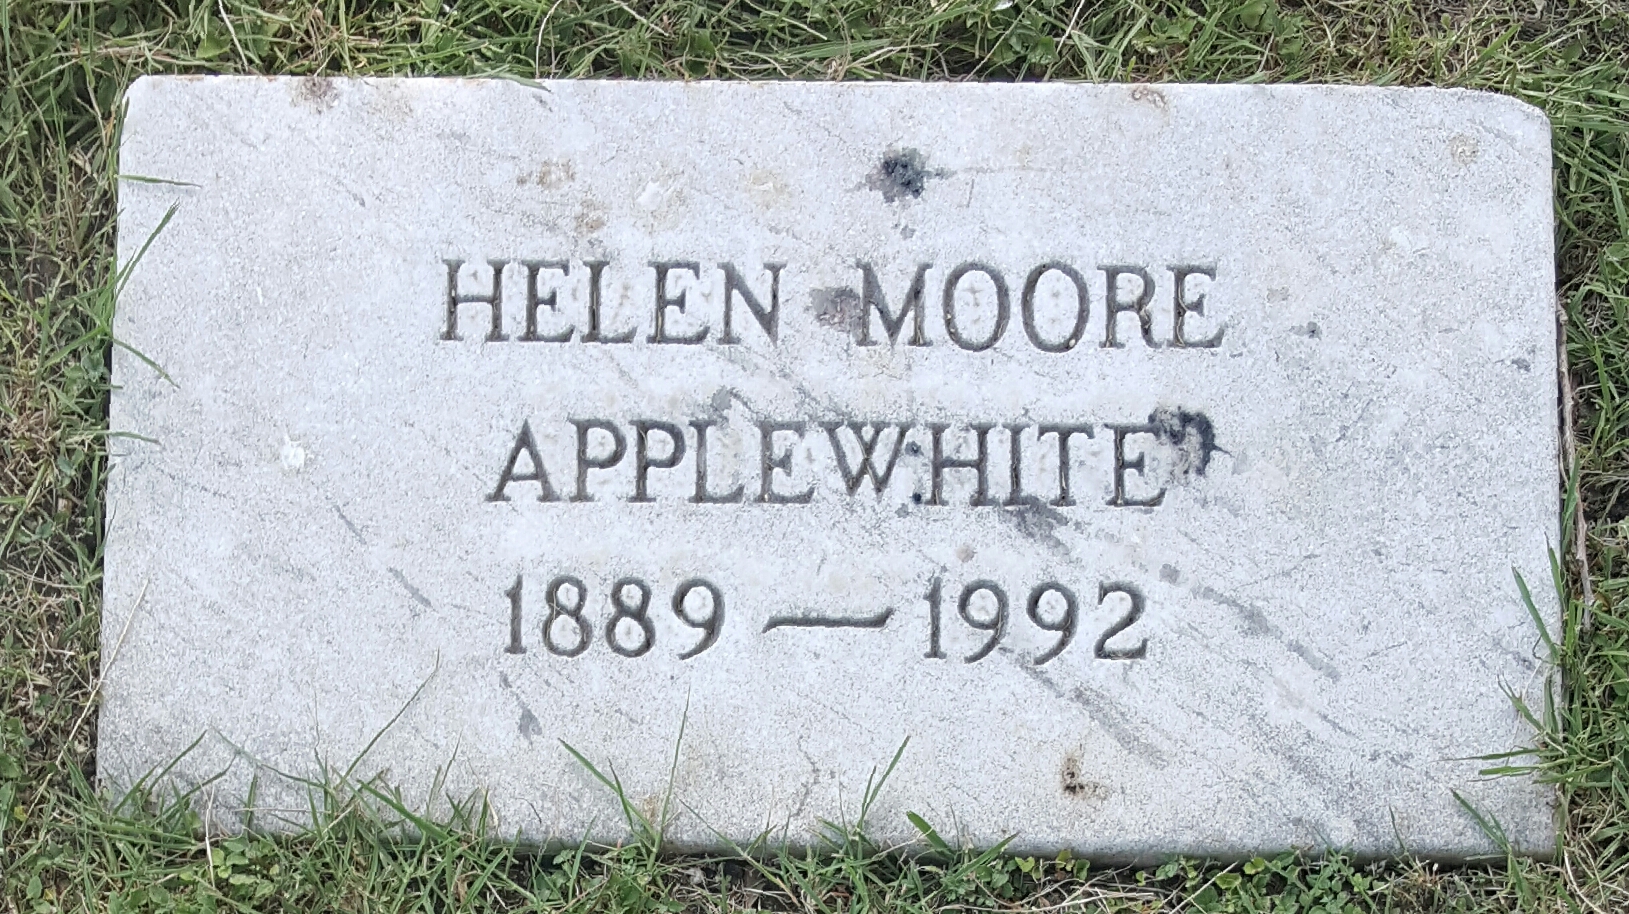 HELEN MOORE
APPLEWHITE
1889 — 1992